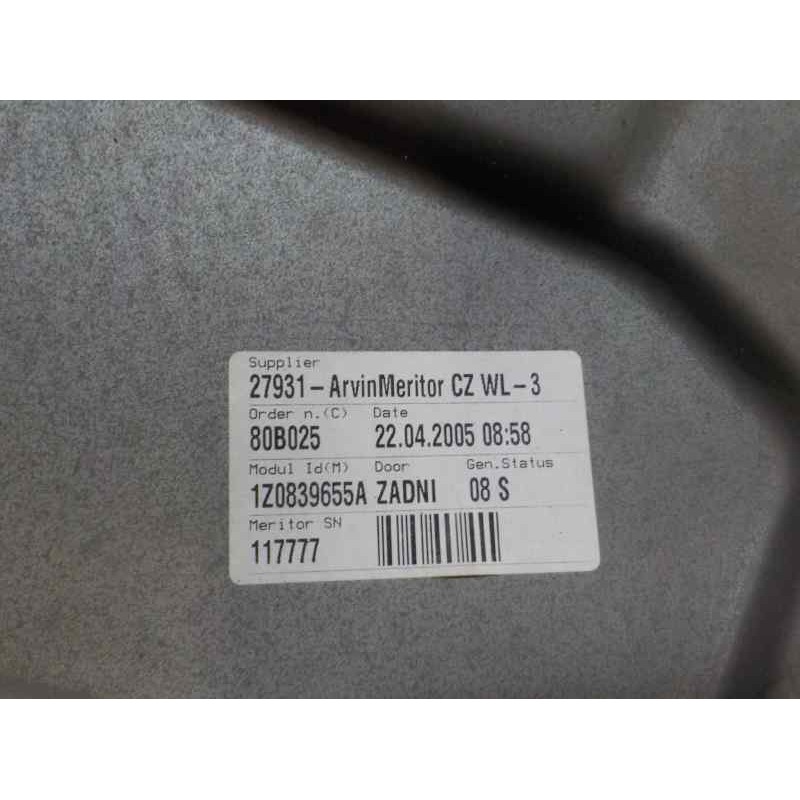 Supplier
27931-ArvinMeritor CZ WL-3
Order n.(C) Date
80B025 22.04.2005 08:58
Modul Id(M) Door Gen.Status
1Z0839655A ZADNI 08 S
Meritor SN
117777